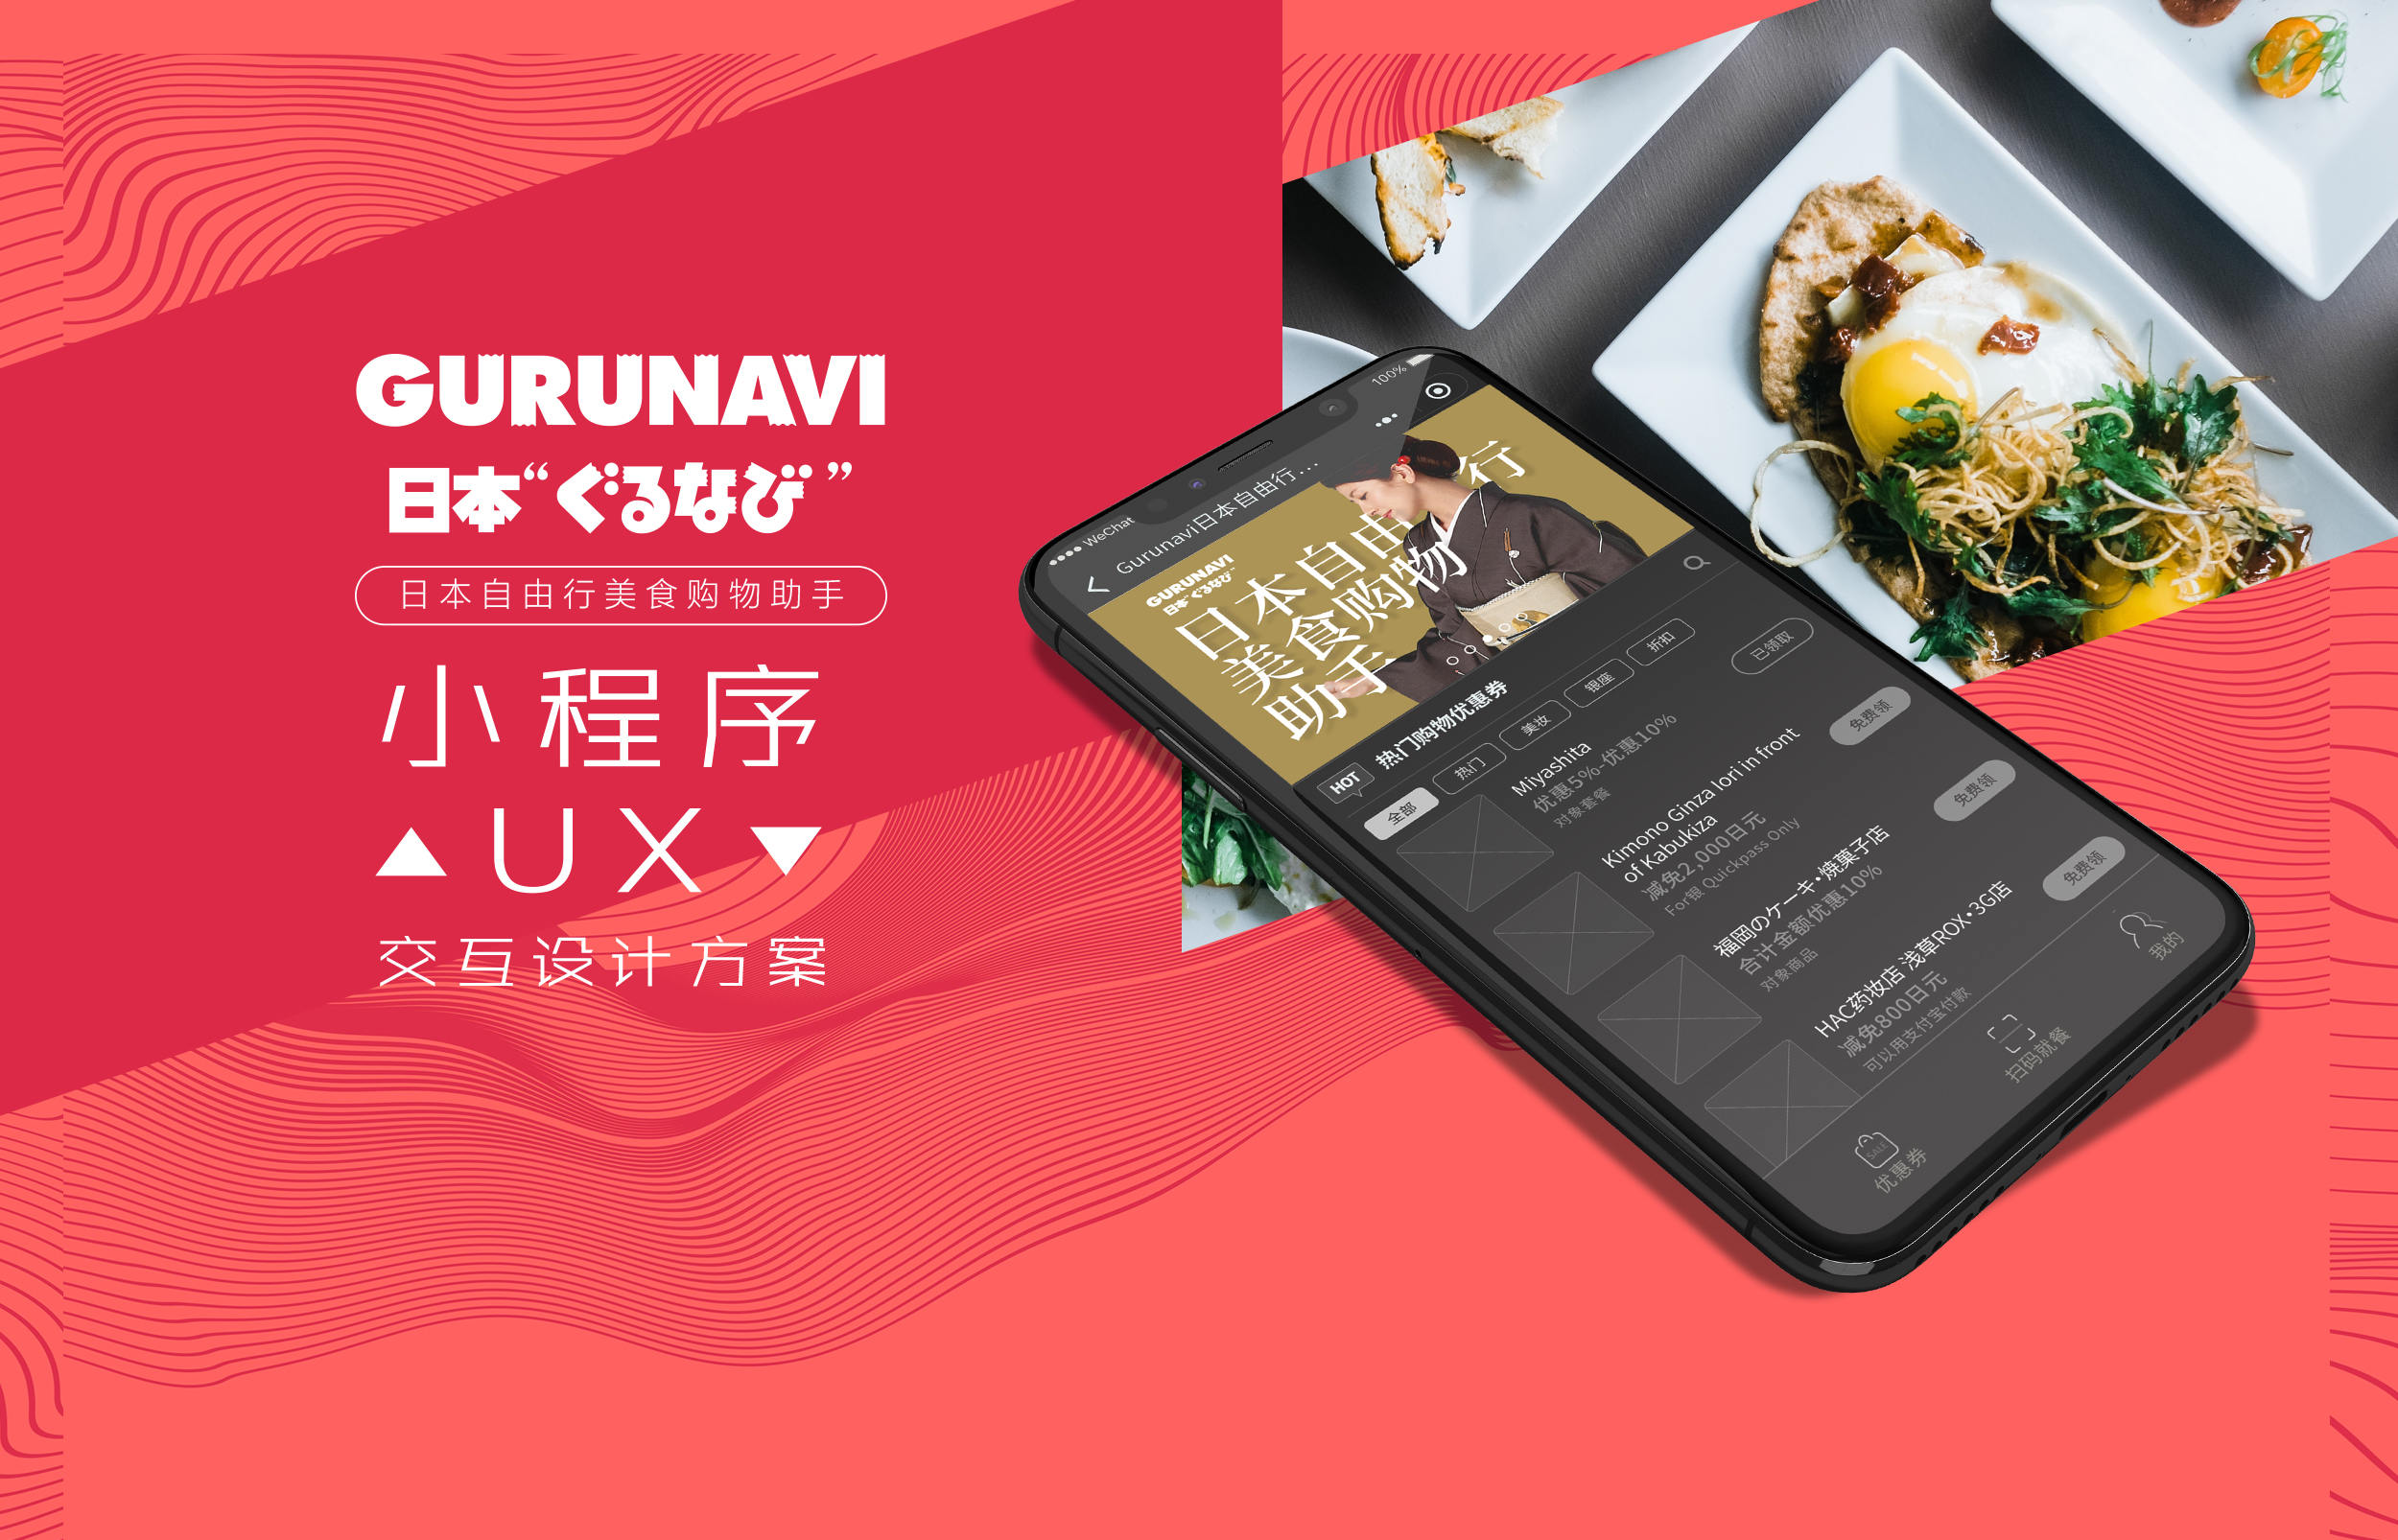 GURUNAVI
日本“ぐるなび”
日本自由行美食购物助手
小程序
UX
交互设计方案
WeChat
100%
Gurunavi日本自由行...
GURUNAVI
日本“ぐるなび”
日本自由行
美食购物
助手
HOT 热门购物优惠券
全部 热门 美妆 银座 折扣
Miyashita
优惠5%-优惠10%
对象套餐
已领取
Kimono Ginza Iori in front
of Kabukiza
减免2,000日元
For银 Quickpass Only
免费领
福岡のケーキ・焼菓子店
合计金额优惠10%
对象商品
免费领
HAC药妆店 浅草ROX・3G店
减免800日元
可以用支付宝付款
免费领
SALE
优惠券
扫码就餐
我的